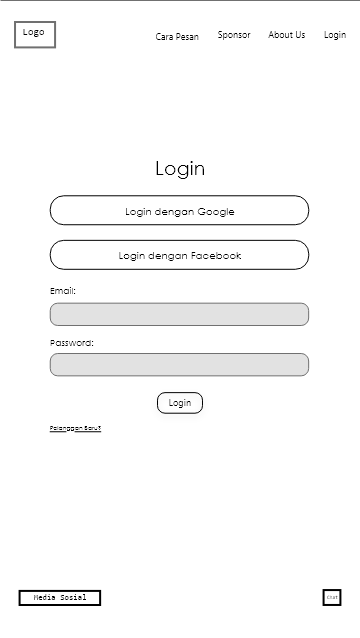 Logo
Cara Pesan
Sponsor
About Us
Login
Login
Login dengan Google
Login dengan Facebook
Email:
Password:
Login
Pelanggan Baru?
Media Sosial
Chat